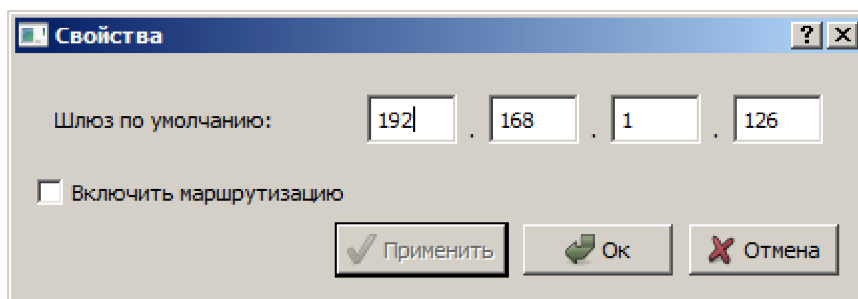 Свойства
Шлюз по умолчанию: 192 . 168 . 1 . 126
Включить маршрутизацию
Применить Ок Отмена